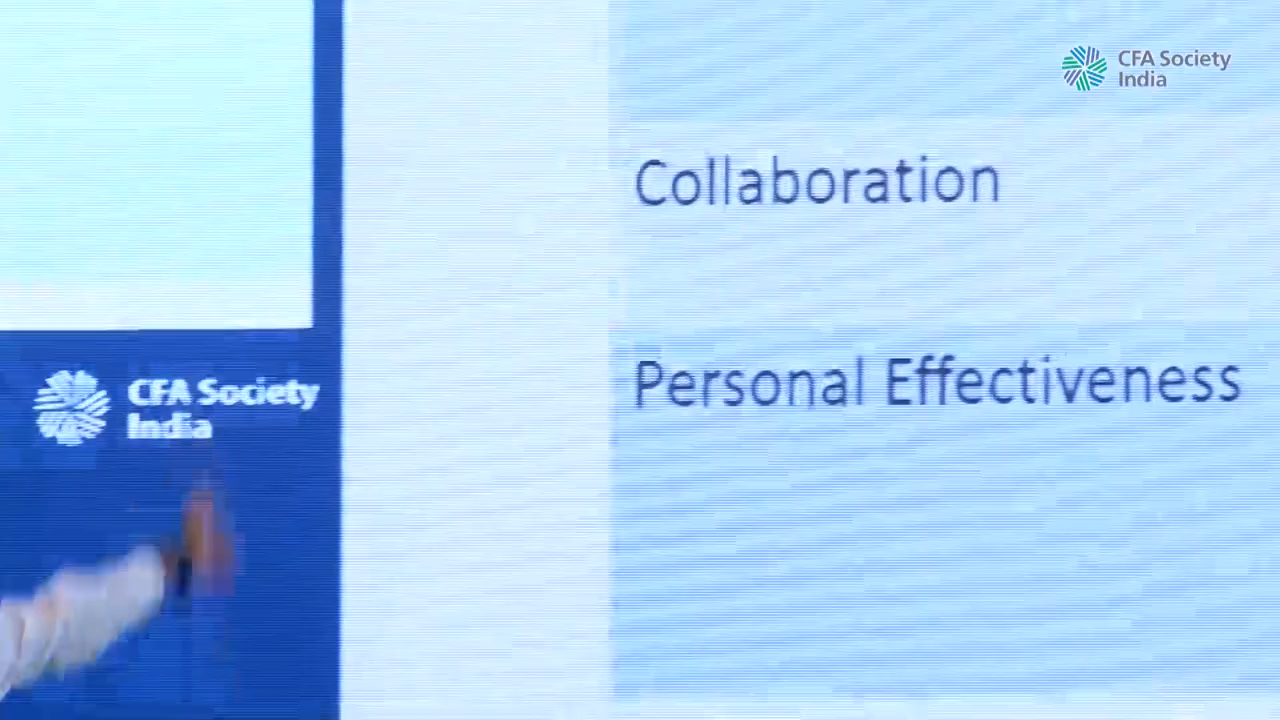 CFA Society
India
Collaboration
Personal Effectiveness
CFA Society
India